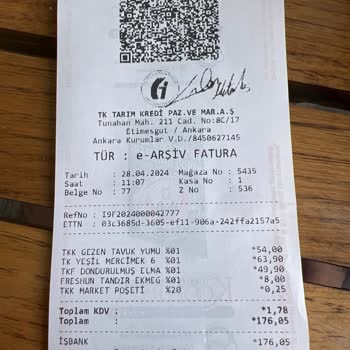 TK TARIM KREDİ PAZ.VE MAR.A.S
Tunahan Mah. 211 Cad. No:8C/17
Etimesgut / Ankara
Ankara Kurumlar V.D./8450627145
TÜR : e-ARŞİV FATURA
Tarih : 28.04.2024 Mağaza No : 5435
Saat : 11:07 Kasa No : 1
Belge No : 77 Z No : 536
RefNo : I9F2024000042777
ETTN : 03c3685d-3605-ef11-906a-242ffa2157a5
TKK GEZEN TAVUK YUMU %01 *54,00
TK YEŞİL MERCİMEK 6 %01 *63,90
TKF DONDURULMUŞ ELMA %01 *49,90
FRESHUN TANDIR EKMEG %01 *8,00
TKK MARKET POŞETİ %20 *0,25
Toplam KDV : *1,78
Toplam : *176,05
İŞBANK *176,05